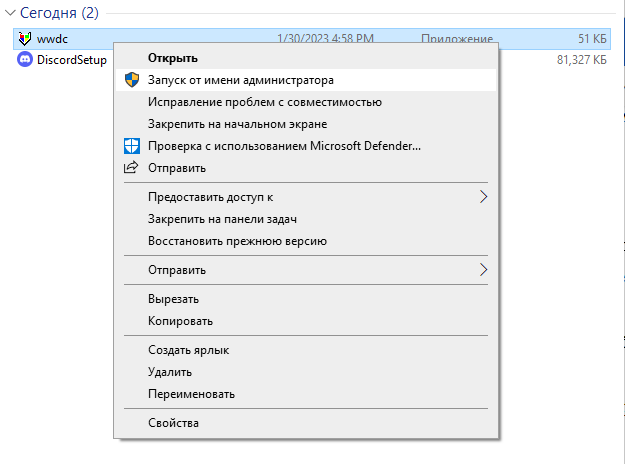 Сегодня (2)
wwdc 1/30/2023 4:58 PM Приложение 51 КБ
DiscordSetup 81,327 КБ
Открыть
Запуск от имени администратора
Исправление проблем с совместимостью
Закрепить на начальном экране
Проверка с использованием Microsoft Defender...
Отправить
Предоставить доступ к
Закрепить на панели задач
Восстановить прежнюю версию
Отправить
Вырезать
Копировать
Создать ярлык
Удалить
Переименовать
Свойства